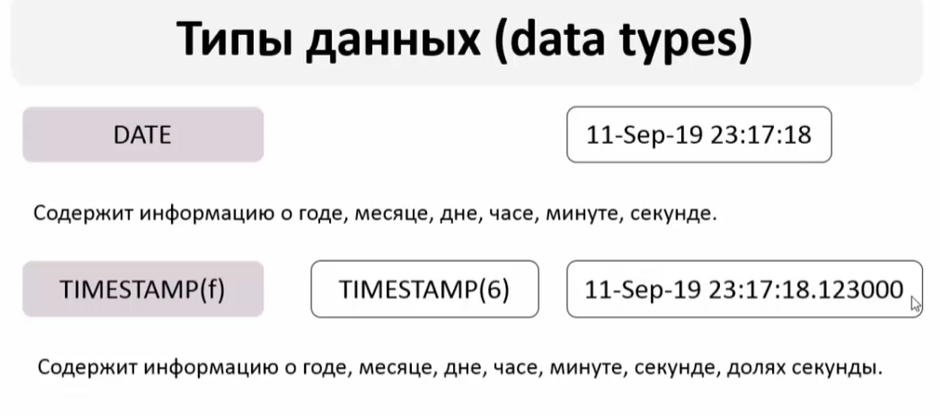 Типы данных (data types)
DATE
11-Sep-19 23:17:18
Содержит информацию о годе, месяце, дне, часе, минуте, секунде.
TIMESTAMP(f)
TIMESTAMP(6)
11-Sep-19 23:17:18.123000
Содержит информацию о годе, месяце, дне, часе, минуте, секунде, долях секунды.